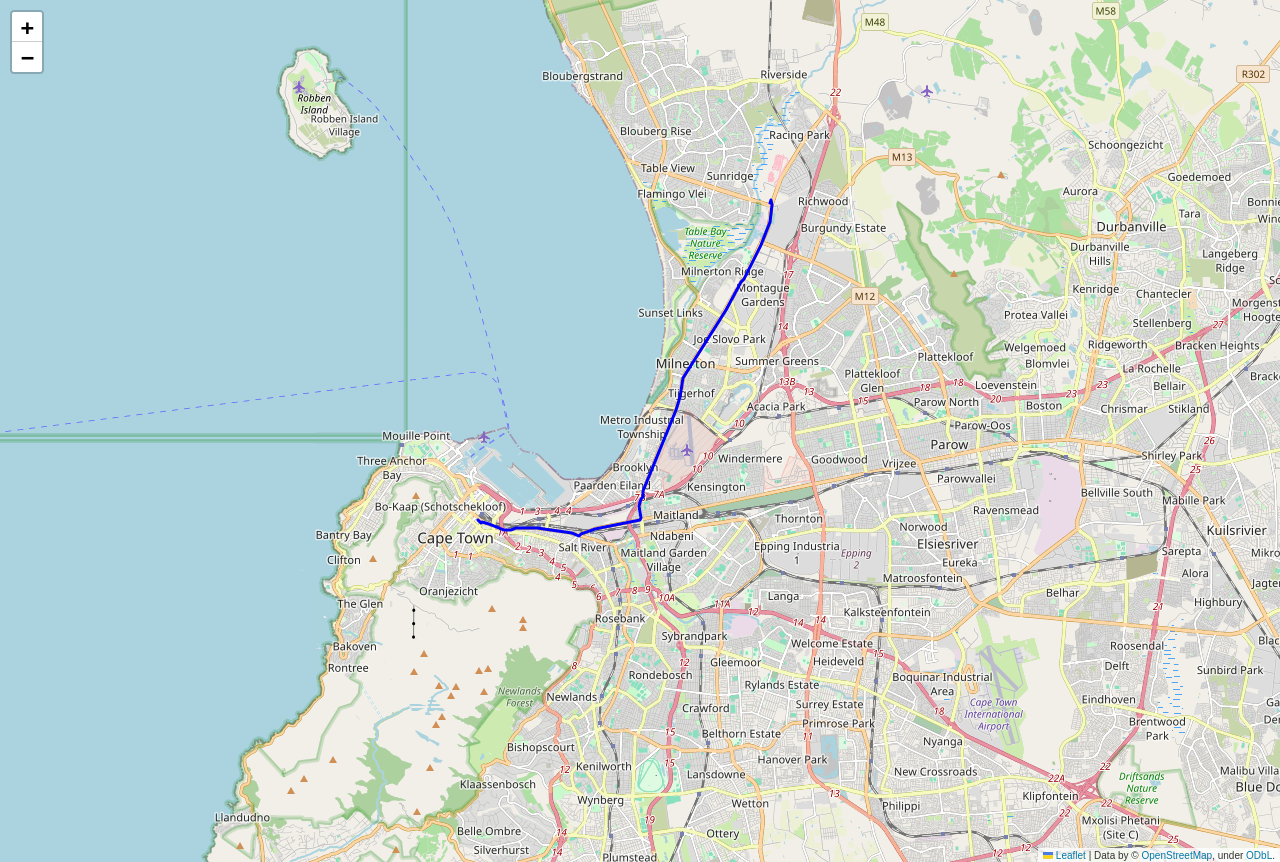 +
−
M58
M48
R302
Bloubergstrand
Riverside
22
Robben
Island
Robben Island
Village
Blouberg Rise
Racing Park
Schoongezicht
M13
Table View
Sunridge
Goedemoed
Flamingo Vlei
Aurora
Richwood
Bonnie
Tara
Wind
Burgundy Estate
Durbanville
Table Bay
Nature
Reserve
Durbanville
Hills
Langeberg
Ridge
Milnerton Ridge
17
Montague
Gardens
M12
Kenridge
Chantecler
Morgenst
Hoogte
Sunset Links
Protea Vallei
Stellenberg
27
14
Joe Slovo Park
Welgemoed
Ridgeworth
Bracken Heights
Milnerton
Summer Greens
Plattekloof
Blomvlei
La Rochelle
Plattekloof
Glen
13B
13
15
18
18
Loevenstein
23
Bellair
Bracke
Tijgerhof
20
23
Acacia Park
Parow North
Boston
Chrismar
Stikland
Metro Industrial
Township
10
Parow-Oos
Mouille Point
26
Parow
Three Anchor
Bay
Windermere
Goodwood
Vrijzee
Shirley Park
Brooklyn
10
Paarden Eiland
Kensington
Parowvallei
Bellville South
7A
25
Mabille Park
Bo-Kaap (Schotschekloof)
1
3
4
4
Maitland
Thornton
Ravensmead
Norwood
Kuilsrivier
Bantry Bay
Cape Town
1A
Ndabeni
Elsiesrivier
Salt River
Maitland Garden
Village
Epping Industria
1
Epping
2
Sarepta
Clifton
1
1
2
2
3
4
5
4
5
Eureka
Matroosfontein
Alora
Mikro
Jagter
Oranjezicht
6
7
8
9
10A
11A
12
Langa
Belhar
Highbury
The Glen
Rosebank
14
Kalksteenfontein
21
Sybrandpark
Welcome Estate
15
Roosendal
Blac
Bakoven
Gleemoor
Heideveld
Delft
Sunbird Park
Rontree
8
12
Rondebosch
Boquinar Industrial
Area
Newlands
Forest
Newlands
Rylands Estate
Eindhoven
Cape Town
International
Airport
Crawford
Surrey Estate
18
Brentwood
Park
Primrose Park
Belthorn Estate
11
Nyanga
Bishopscourt
15
Hanover Park
Kenilworth
12
Lansdowne
New Crossroads
22A
22
Driftsands
Nature
Reserve
Malibu Villa
Klaassenbosch
Blue Do
13
Wynberg
Wetton
Philippi
Klipfontein
Llandudno
19
Mxolisi Phetani
(Site C)
Belle Ombre
14
Ottery
25
Silverhurst
Plumstead
Leaflet | Data by © OpenStreetMap, under ODbL.